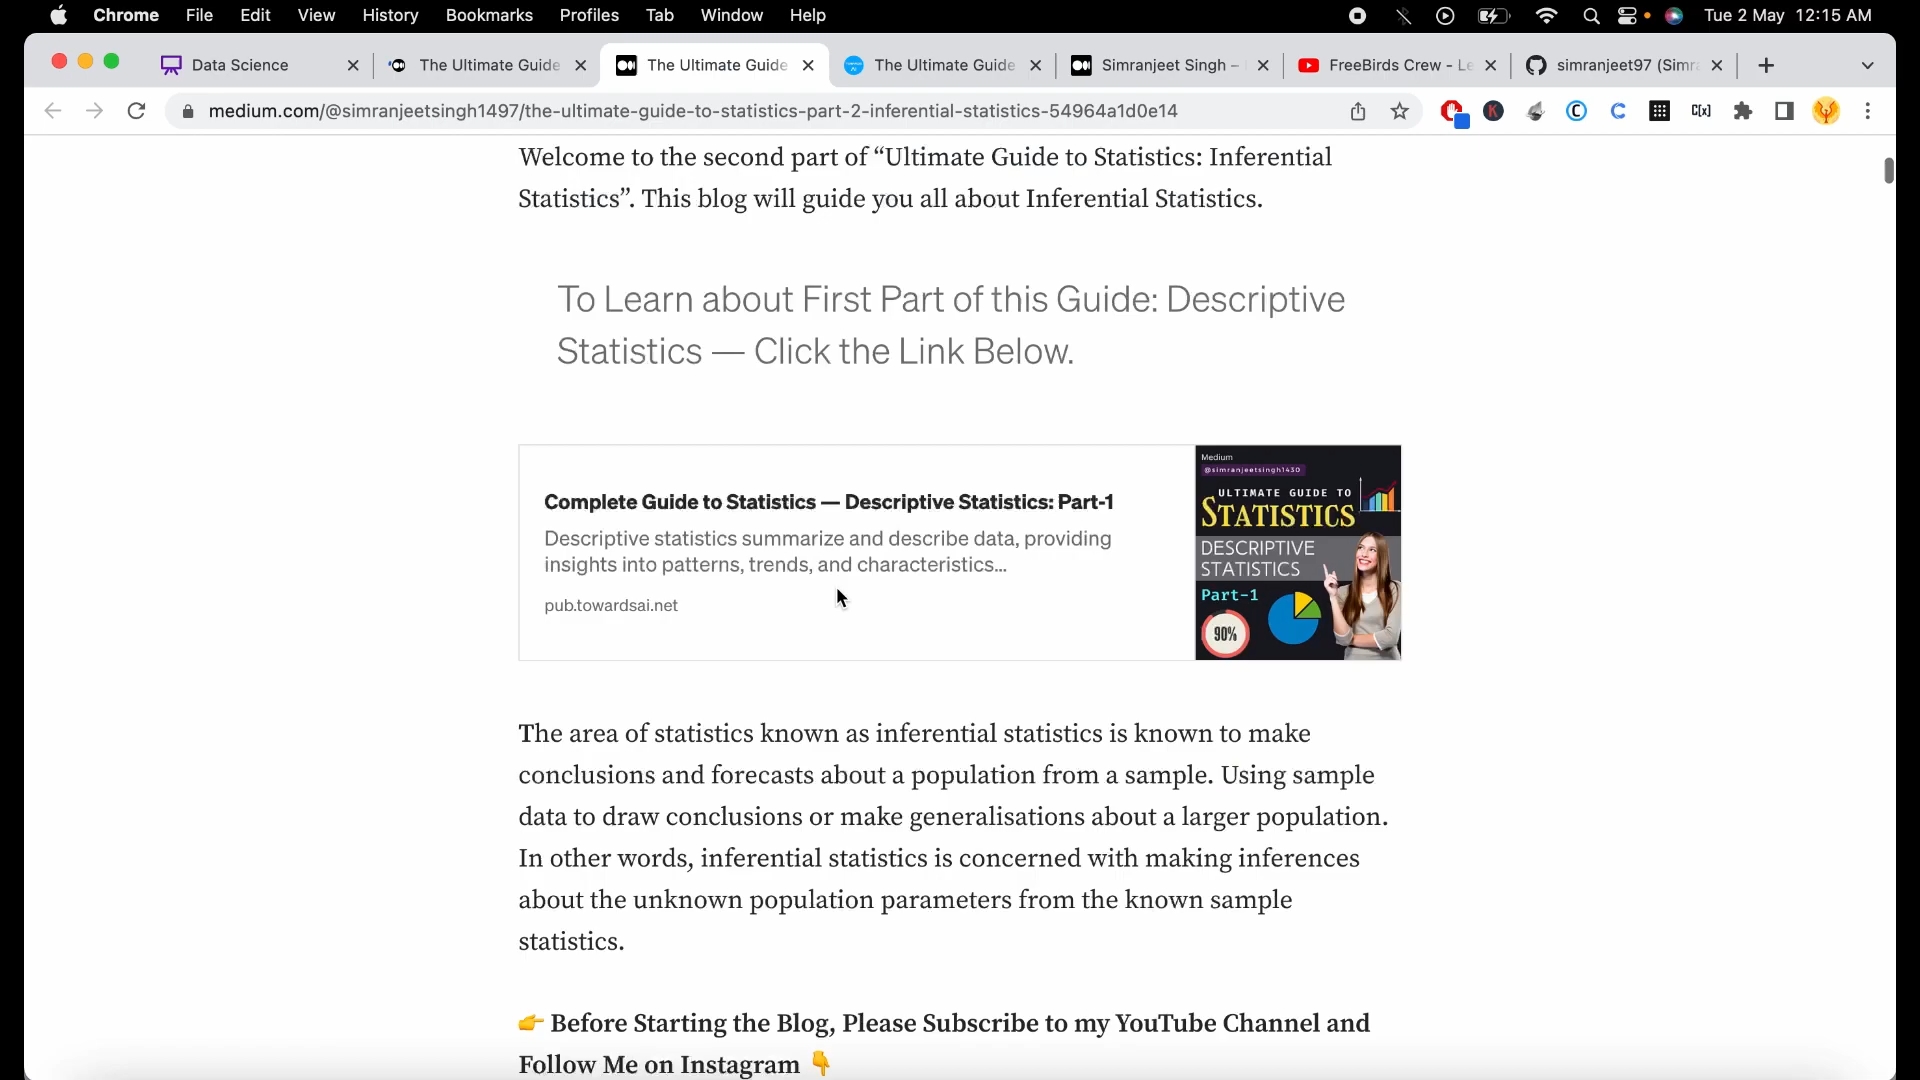 Chrome File Edit View History Bookmarks Profiles Tab Window Help Tue 2 May 12:15 AM
Data Science
The Ultimate Guide
The Ultimate Guide
The Ultimate Guide
Simranjeet Singh –
FreeBirds Crew - Le
simranjeet97 (Simra
medium.com/@simranjeetsingh1497/the-ultimate-guide-to-statistics-part-2-inferential-statistics-54964a1d0e14
K
C
C
C[x]
Welcome to the second part of “Ultimate Guide to Statistics: Inferential
Statistics”. This blog will guide you all about Inferential Statistics.
To Learn about First Part of this Guide: Descriptive
Statistics — Click the Link Below.
Complete Guide to Statistics — Descriptive Statistics: Part-1
Descriptive statistics summarize and describe data, providing
insights into patterns, trends, and characteristics...
pub.towardsai.net
Medium
@simranjeetsingh1430
ULTIMATE GUIDE TO
STATISTICS
DESCRIPTIVE
STATISTICS
Part-1
90%
The area of statistics known as inferential statistics is known to make
conclusions and forecasts about a population from a sample. Using sample
data to draw conclusions or make generalisations about a larger population.
In other words, inferential statistics is concerned with making inferences
about the unknown population parameters from the known sample
statistics.
👉 Before Starting the Blog, Please Subscribe to my YouTube Channel and
Follow Me on Instagram 👇